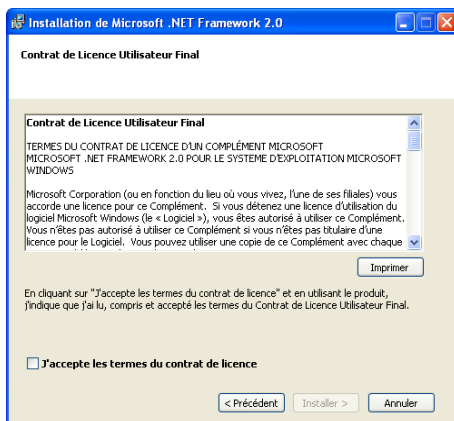 Installation de Microsoft .NET Framework 2.0
Contrat de Licence Utilisateur Final
Contrat de Licence Utilisateur Final
TERMES DU CONTRAT DE LICENCE D'UN COMPLÉMENT MICROSOFT
MICROSOFT .NET FRAMEWORK 2.0 POUR LE SYSTEME D'EXPLOITATION MICROSOFT
WINDOWS
Microsoft Corporation (ou en fonction du lieu où vous vivez, l'une de ses filiales) vous
accorde une licence pour ce Complément. Si vous détenez une licence d'utilisation du
logiciel Microsoft Windows (le « Logiciel »), vous êtes autorisé à utiliser ce Complément.
Vous n'êtes pas autorisé à utiliser ce Complément si vous n'êtes pas titulaire d'une
licence pour le Logiciel. Vous pouvez utiliser une copie de ce Complément avec chaque
Imprimer
En cliquant sur "J'accepte les termes du contrat de licence" et en utilisant le produit,
j'indique que j'ai lu, compris et accepté les termes du Contrat de Licence Utilisateur Final.
J'accepte les termes du contrat de licence
< Précédent Installer > Annuler